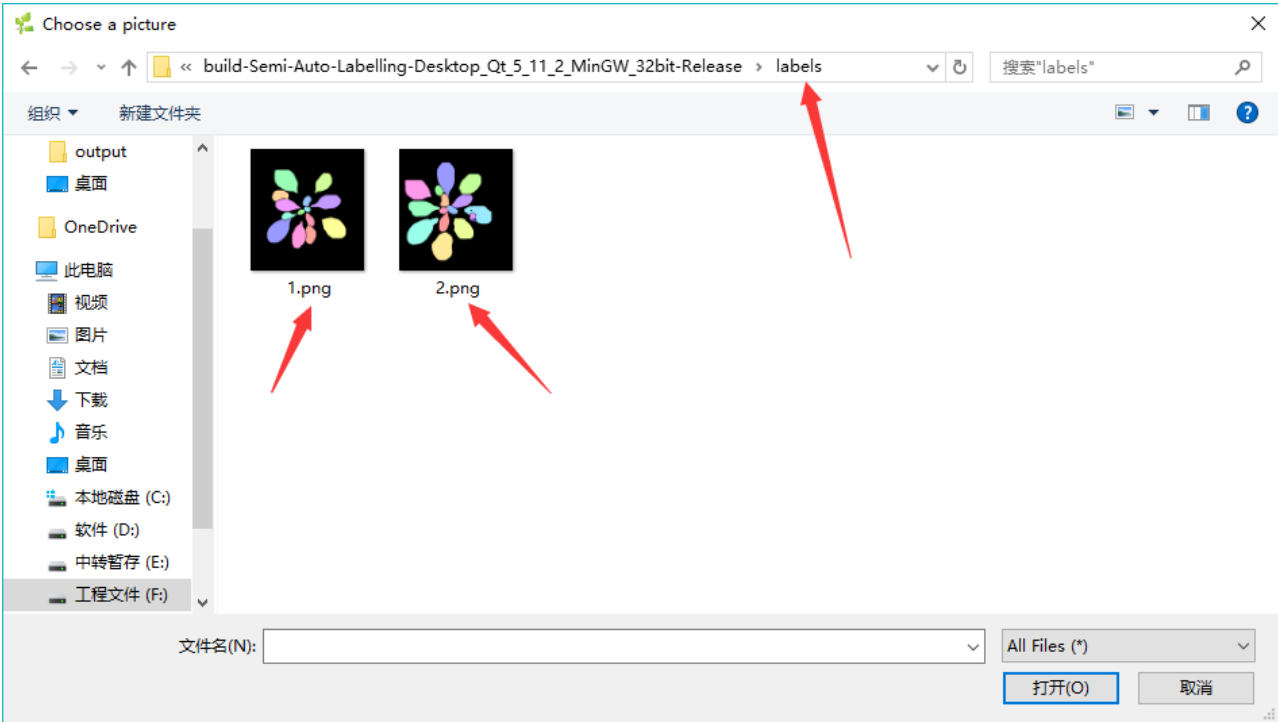 Choose a picture
« build-Semi-Auto-Labelling-Desktop_Qt_5_11_2_MinGW_32bit-Release › labels
搜索"labels"
组织
新建文件夹
output
桌面
OneDrive
此电脑
视频
图片
文档
下载
音乐
桌面
本地磁盘 (C:)
软件 (D:)
中转暂存 (E:)
工程文件 (F:)
1.png
2.png
文件名(N):
All Files (*)
打开(O)
取消